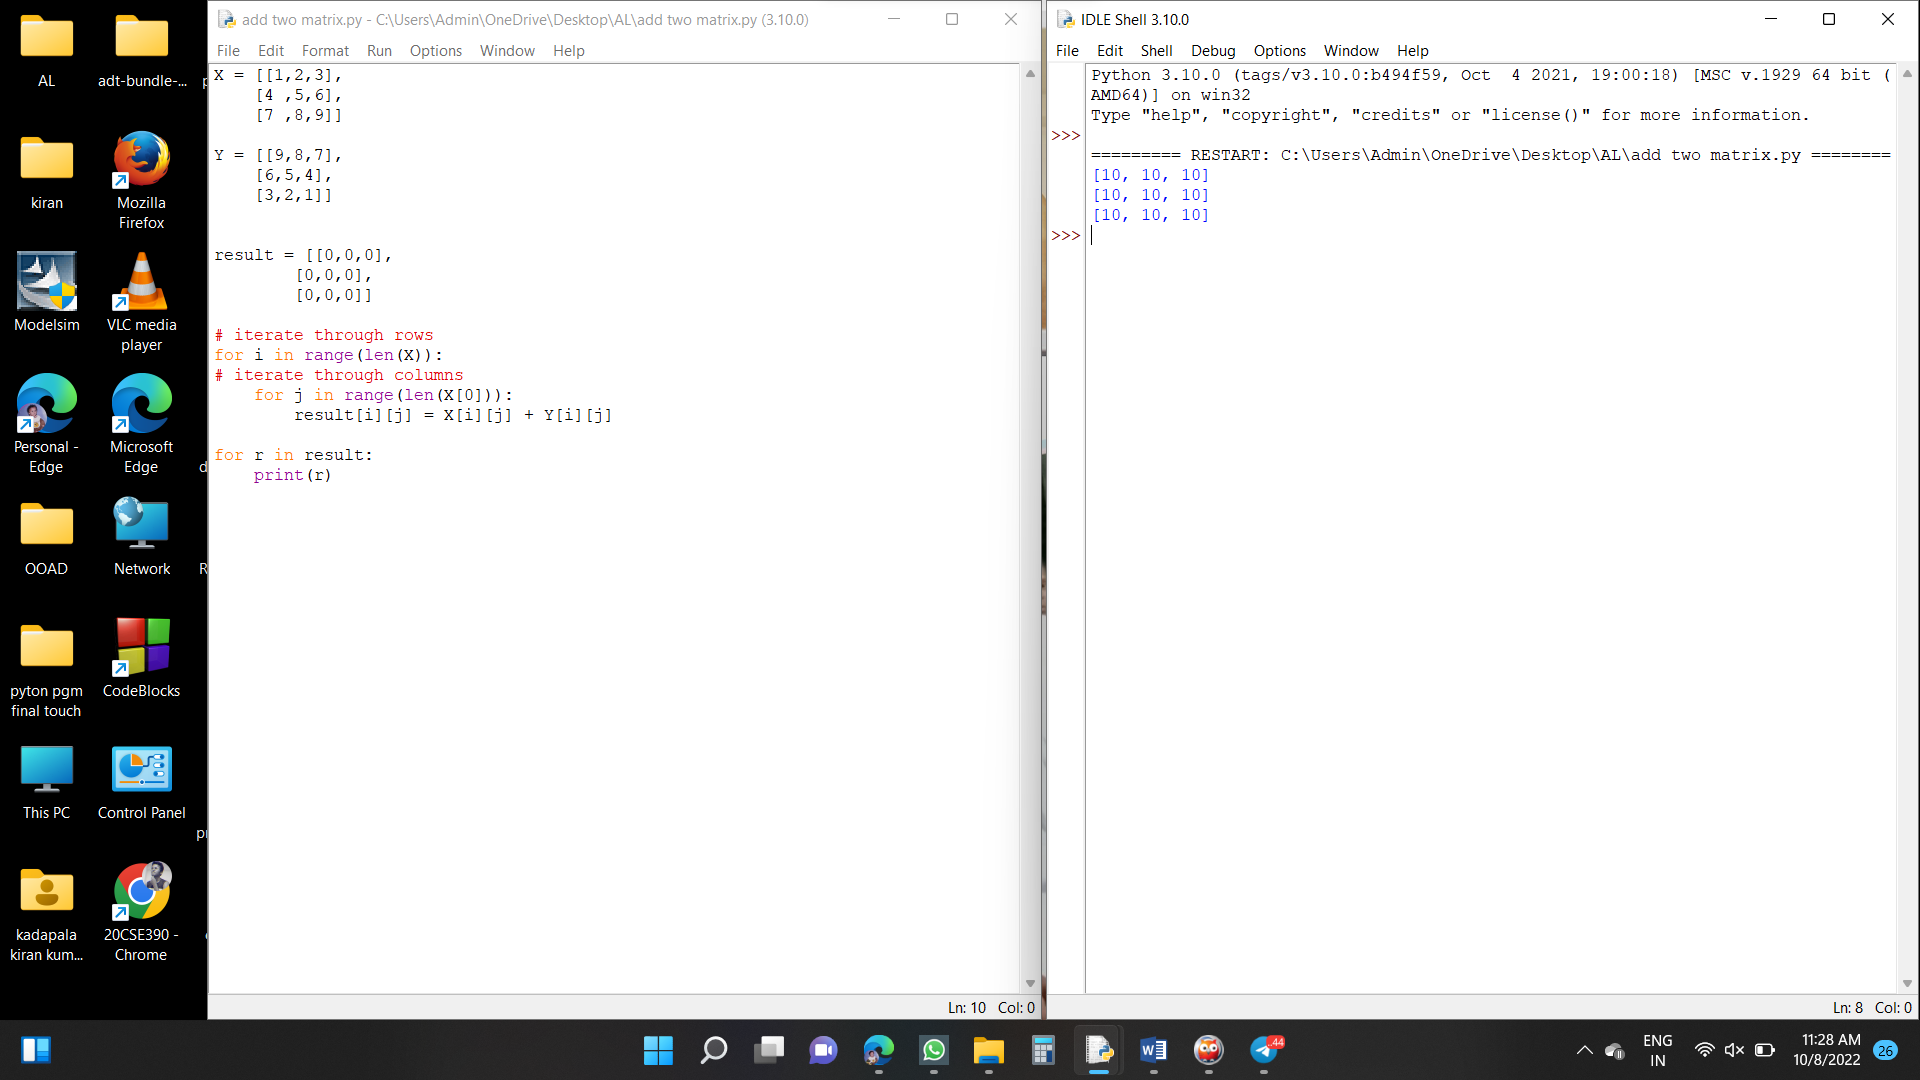 AL
adt-bundle-...
kiran
Mozilla
Firefox
Modelsim
VLC media
player
Personal -
Edge
Microsoft
Edge
OOAD
Network
pyton pgm
final touch
CodeBlocks
This PC
Control Panel
kadapala
kiran kum...
20CSE390 -
Chrome
add two matrix.py - C:\Users\Admin\OneDrive\Desktop\AL\add two matrix.py (3.10.0)
File Edit Format Run Options Window Help
X = [[1,2,3],
    [4 ,5,6],
    [7 ,8,9]]
Y = [[9,8,7],
    [6,5,4],
    [3,2,1]]
result = [[0,0,0],
        [0,0,0],
        [0,0,0]]
# iterate through rows
for i in range(len(X)):
# iterate through columns
    for j in range(len(X[0])):
        result[i][j] = X[i][j] + Y[i][j]
for r in result:
    print(r)
Ln: 10 Col: 0
IDLE Shell 3.10.0
File Edit Shell Debug Options Window Help
Python 3.10.0 (tags/v3.10.0:b494f59, Oct  4 2021, 19:00:18) [MSC v.1929 64 bit (
AMD64)] on win32
Type "help", "copyright", "credits" or "license()" for more information.
>>>
========= RESTART: C:\Users\Admin\OneDrive\Desktop\AL\add two matrix.py ========
[10, 10, 10]
[10, 10, 10]
[10, 10, 10]
>>>
Ln: 8 Col: 0
ENG
IN
11:28 AM
10/8/2022
26